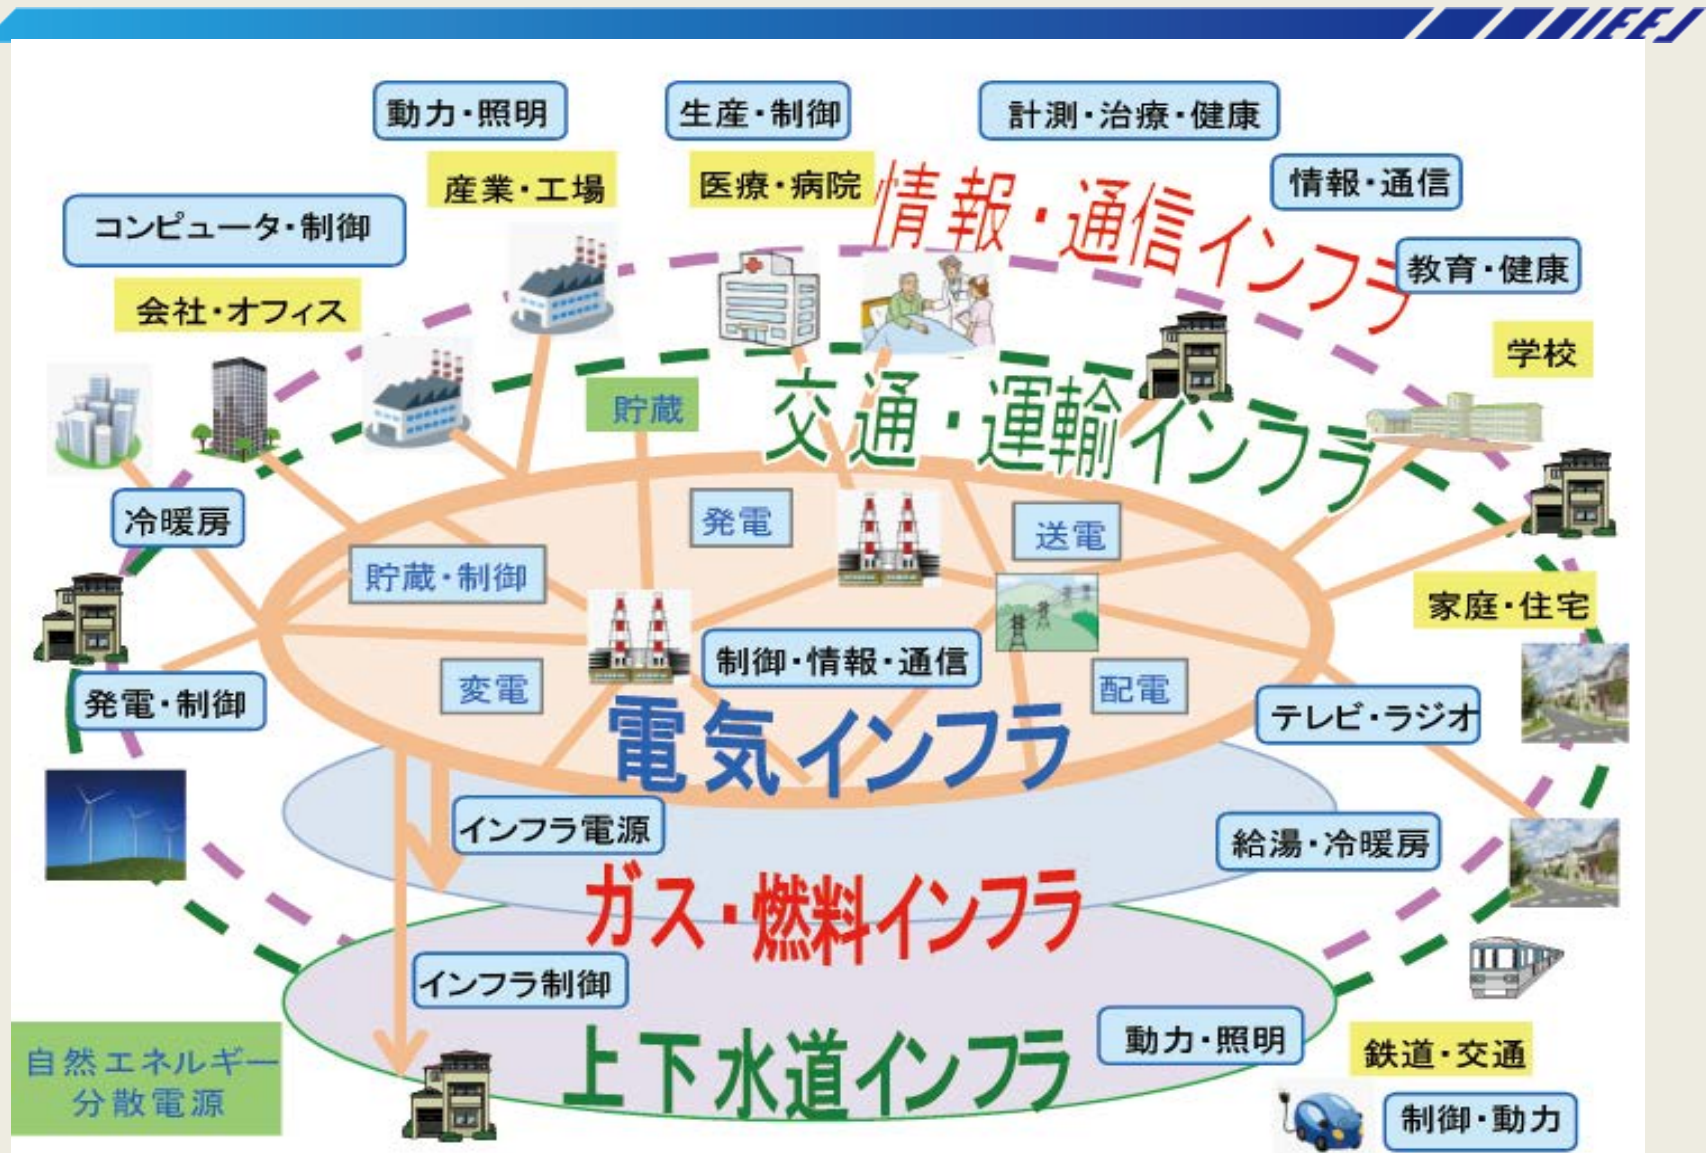 IEEJ
動力・照明
生産・制御
計測・治療・健康
産業・工場
医療・病院
情報・通信インフラ
情報・通信
コンピュータ・制御
教育・健康
会社・オフィス
学校
貯蔵
交通・運輸インフラ
冷暖房
発電
送電
貯蔵・制御
家庭・住宅
制御・情報・通信
変電
配電
発電・制御
テレビ・ラジオ
電気インフラ
インフラ電源
給湯・冷暖房
ガス・燃料インフラ
インフラ制御
動力・照明
鉄道・交通
自然エネルギー
分散電源
上下水道インフラ
制御・動力